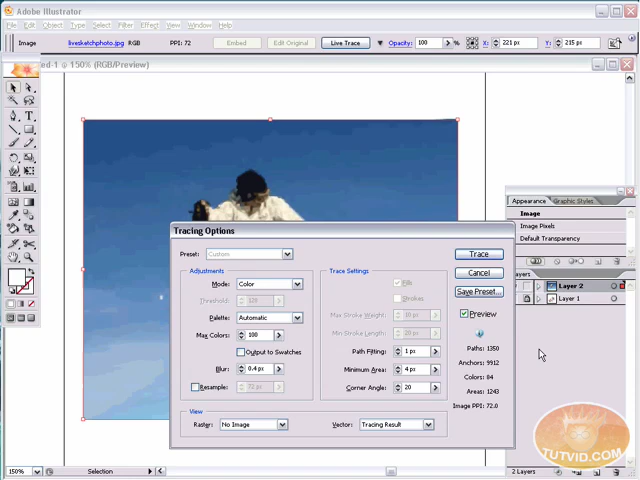 Adobe Illustrator
File Edit Object Type Select Filter Effect View Window Help
Image livesketchphoto.jpg RGB PPI: 72 Embed Edit Original Live Trace Opacity: 100 % X: 221 px Y: 215 px
ed-1 @ 150% (RGB/Preview)
Appearance Graphic Styles
Image
Image Pixels
Default Transparency
ayers
Layer 2
Layer 1
Tracing Options
Preset: Custom
Adjustments
Mode: Color
Threshold: 128
Palette: Automatic
Max Colors: 100
Output to Swatches
Blur: 0.4 px
Resample: 72 px
Trace Settings
Fills
Strokes
Max Stroke Weight: 10 px
Min Stroke Length: 20 px
Path Fitting: 1 px
Minimum Area: 4 px
Corner Angle: 20
View
Raster: No Image
Vector: Tracing Result
Trace
Cancel
Save Preset...
Preview
Paths: 1350
Anchors: 9912
Colors: 84
Areas: 1243
Image PPI: 72.0
TUTVID.COM
150% Selection
2 Layers